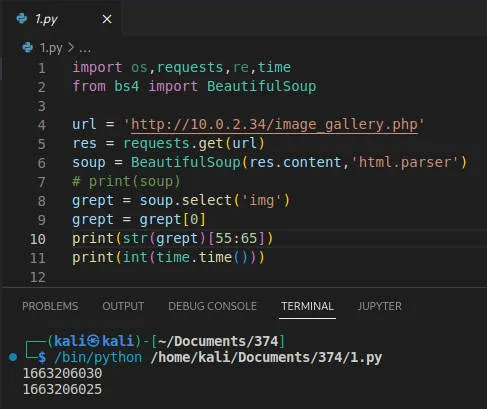 1.py
1.py > ...
1 import os,requests,re,time
2 from bs4 import BeautifulSoup
3
4 url = 'http://10.0.2.34/image_gallery.php'
5 res = requests.get(url)
6 soup = BeautifulSoup(res.content,'html.parser')
7 # print(soup)
8 grept = soup.select('img')
9 grept = grept[0]
10 print(str(grept)[55:65])
11 print(int(time.time()))
12
PROBLEMS OUTPUT DEBUG CONSOLE TERMINAL JUPYTER
┌──(kali㉿kali)-[~/Documents/374]
└─$ /bin/python /home/kali/Documents/374/1.py
1663206030
1663206025